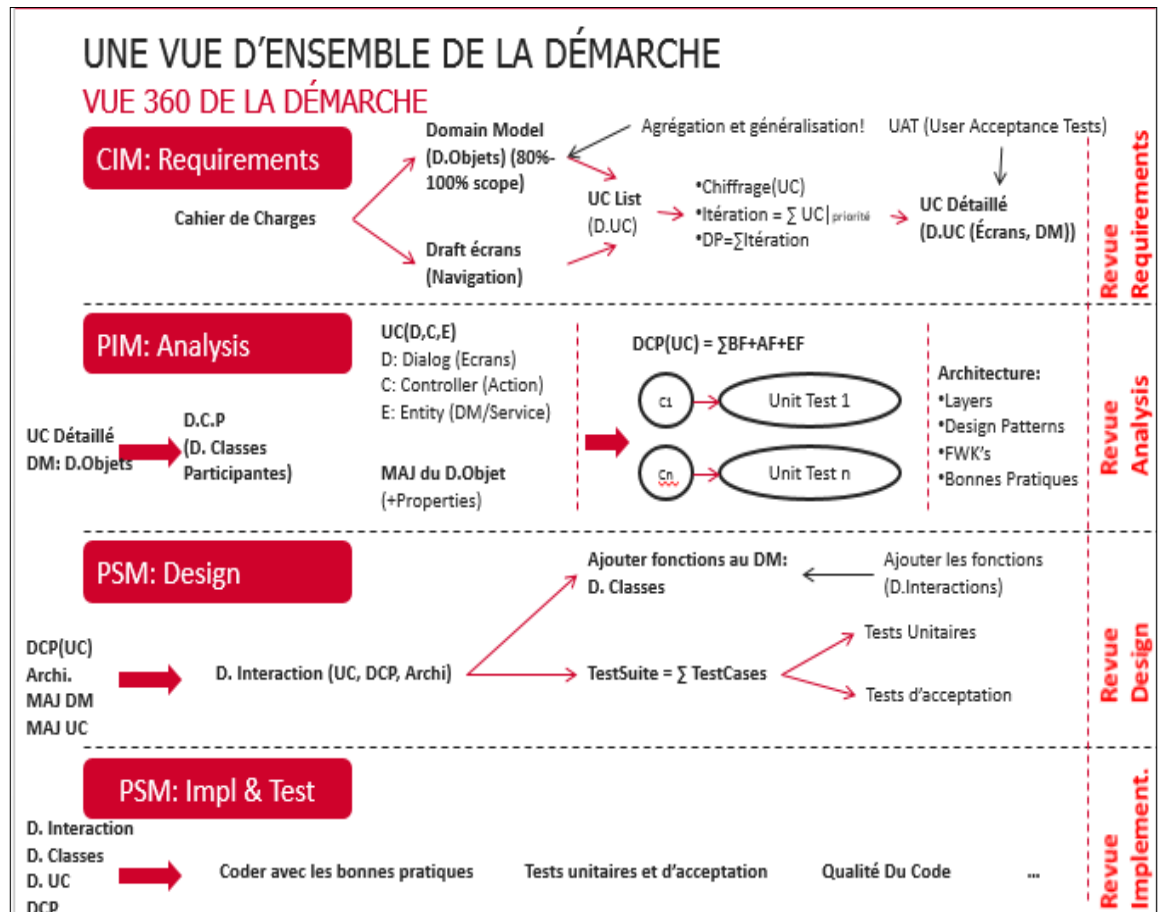 UNE VUE D'ENSEMBLE DE LA DÉMARCHE
VUE 360 DE LA DÉMARCHE
CIM: Requirements
Cahier de Charges
Domain Model
(D.Objets) (80%-
100% scope)
Draft écrans
(Navigation)
Agrégation et généralisation!
UC List
(D.UC)
•Chiffrage(UC)
•Itération = ∑ UC|priorité
•DP=∑Itération
UAT (User Acceptance Tests)
UC Détaillé
(D.UC (Écrans, DM))
Revue
Requirements
PIM: Analysis
UC Détaillé
DM: D.Objets
D.C.P
(D. Classes
Participantes)
UC(D,C,E)
D: Dialog (Ecrans)
C: Controller (Action)
E: Entity (DM/Service)
MAJ du D.Objet
(+Properties)
DCP(UC) = ∑BF+AF+EF
C1
Unit Test 1
Cn
Unit Test n
Architecture:
•Layers
•Design Patterns
•FWK's
•Bonnes Pratiques
Revue
Analysis
PSM: Design
DCP(UC)
Archi.
MAJ DM
MAJ UC
D. Interaction (UC, DCP, Archi)
Ajouter fonctions au DM:
D. Classes
Ajouter les fonctions
(D.Interactions)
TestSuite = ∑ TestCases
Tests Unitaires
Tests d'acceptation
Revue
Design
PSM: Impl & Test
D. Interaction
D. Classes
D. UC
DCP
Coder avec les bonnes pratiques
Tests unitaires et d'acceptation
Qualité Du Code
...
Revue
Implement.